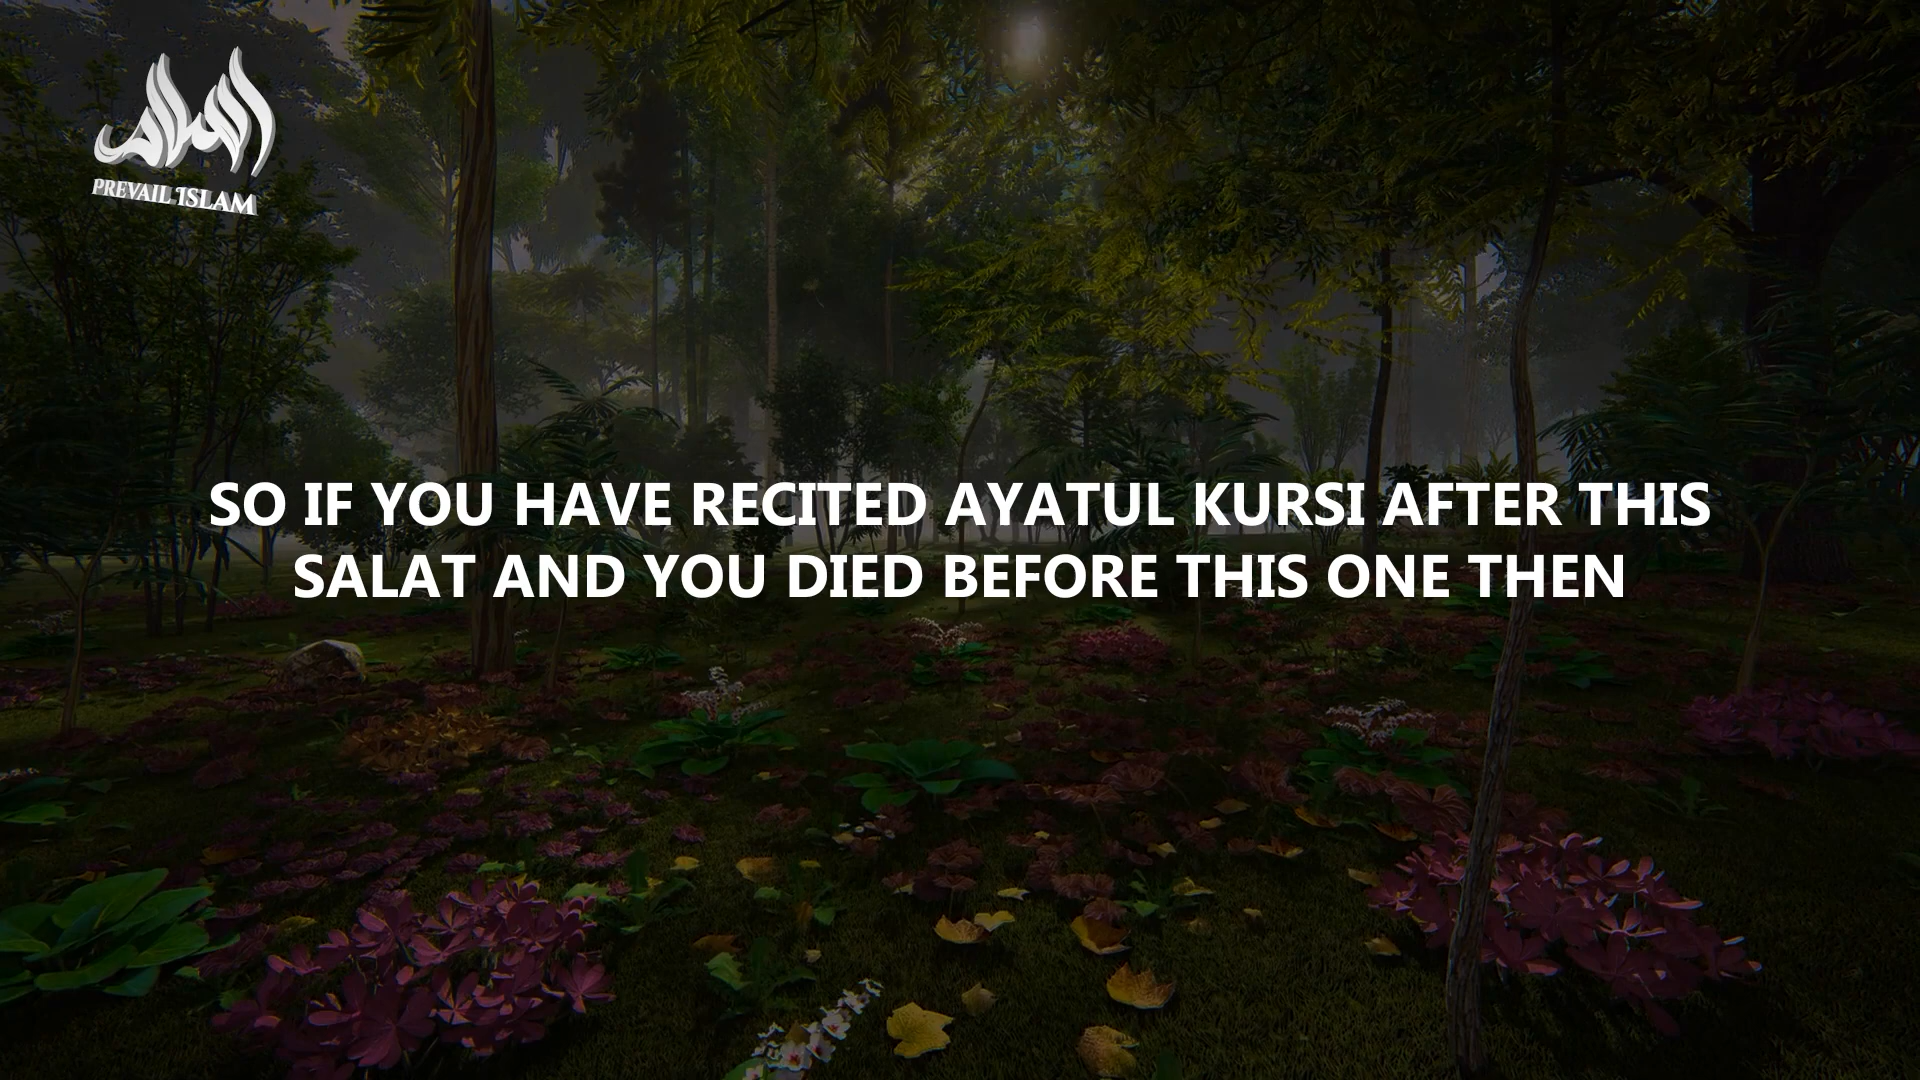 السلام
PREVAIL ISLAM
SO IF YOU HAVE RECITED AYATUL KURSI AFTER THIS
SALAT AND YOU DIED BEFORE THIS ONE THEN